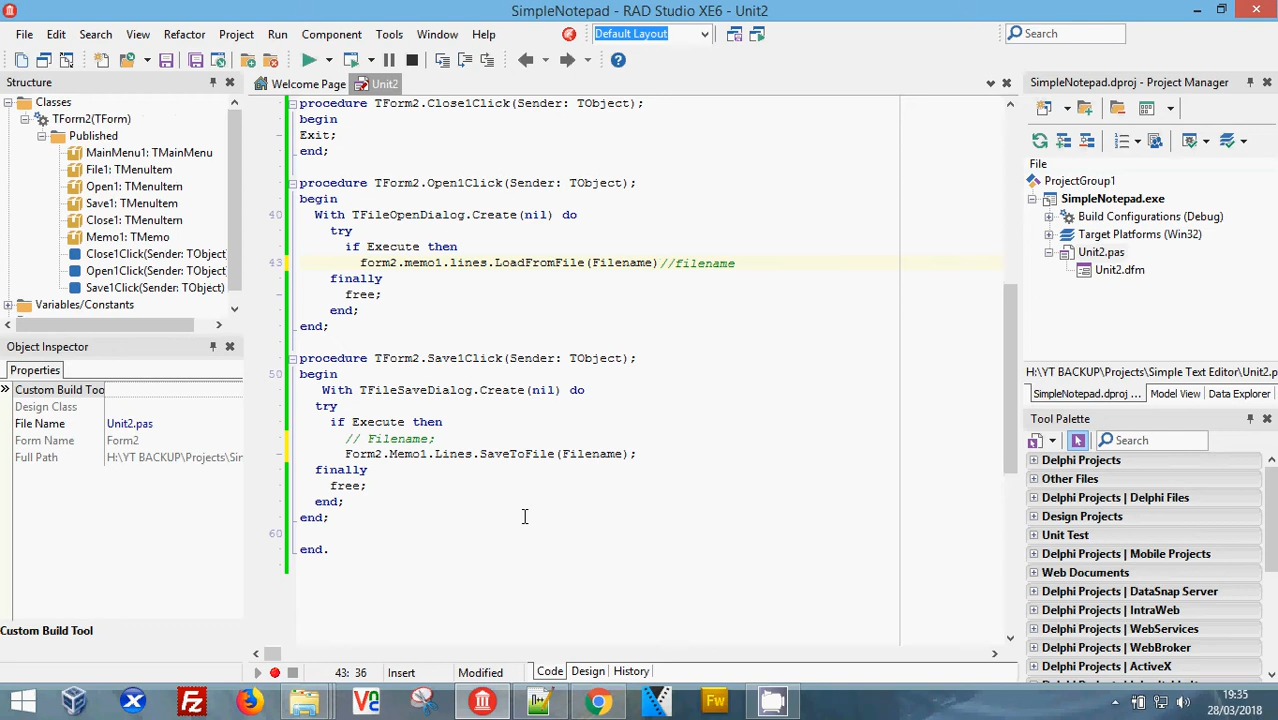 SimpleNotepad - RAD Studio XE6 - Unit2
File Edit Search View Refactor Project Run Component Tools Window Help
Default Layout
Search
Structure
Classes
TForm2(TForm)
Published
MainMenu1: TMainMenu
File1: TMenuItem
Open1: TMenuItem
Save1: TMenuItem
Close1: TMenuItem
Memo1: TMemo
Close1Click(Sender: TObject)
Open1Click(Sender: TObject)
Save1Click(Sender: TObject)
Variables/Constants
Object Inspector
Properties
Custom Build Too
Design Class
File Name Unit2.pas
Form Name Form2
Full Path H:\YT BACKUP\Projects\Sir
Custom Build Tool
Welcome Page Unit2
procedure TForm2.Close1Click(Sender: TObject);
begin
Exit;
end;
procedure TForm2.Open1Click(Sender: TObject);
begin
40 With TFileOpenDialog.Create(nil) do
try
if Execute then
43 form2.memo1.lines.LoadFromFile(Filename)//filename
finally
free;
end;
end;
procedure TForm2.Save1Click(Sender: TObject);
50 begin
With TFileSaveDialog.Create(nil) do
try
if Execute then
// Filename;
Form2.Memo1.Lines.SaveToFile(Filename);
finally
free;
end;
end;
60
end.
43: 36 Insert Modified Code Design History
SimpleNotepad.dproj - Project Manager
File
ProjectGroup1
SimpleNotepad.exe
Build Configurations (Debug)
Target Platforms (Win32)
Unit2.pas
Unit2.dfm
H:\YT BACKUP\Projects\Simple Text Editor\Unit2.p
SimpleNotepad.dproj ... Model View Data Explorer
Tool Palette
Search
Delphi Projects
Other Files
Delphi Projects | Delphi Files
Design Projects
Unit Test
Delphi Projects | Mobile Projects
Web Documents
Delphi Projects | DataSnap Server
Delphi Projects | IntraWeb
Delphi Projects | WebServices
Delphi Projects | WebBroker
Delphi Projects | ActiveX
Fw
19:35
28/03/2018